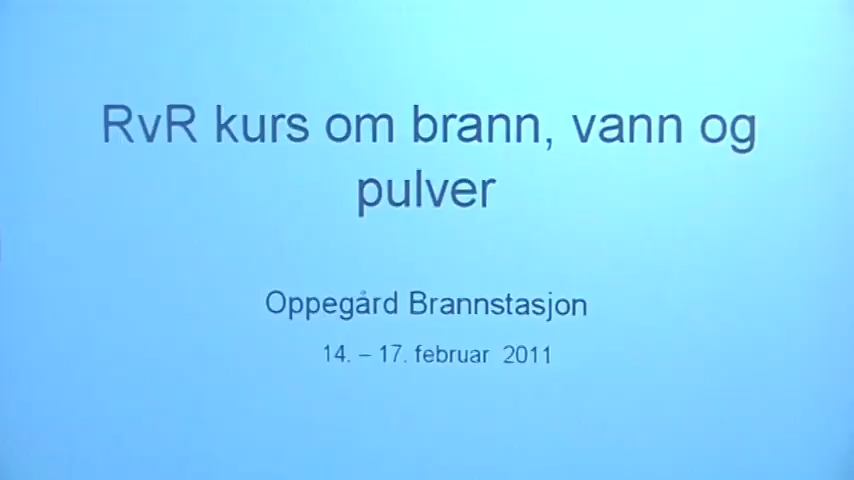 RvR kurs om brann, vann og
pulver
Oppegård Brannstasjon
14. – 17. februar 2011